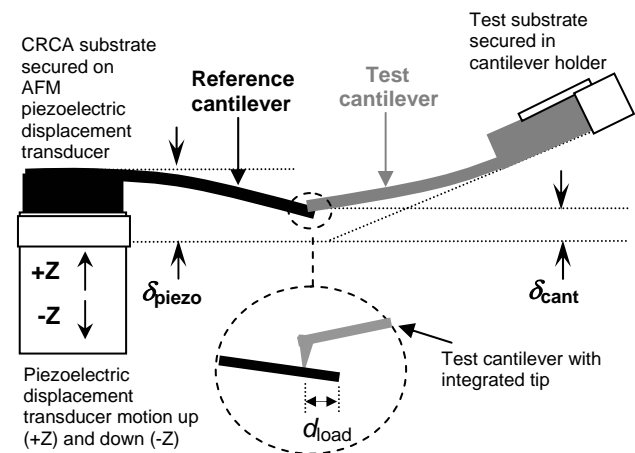 CRCA substrate
secured on
AFM
piezoelectric
displacement
transducer
Reference
cantilever
Test
cantilever
Test substrate
secured in
cantilever holder
+Z
-Z
δpiezo
δcant
Piezoelectric
displacement
transducer motion up
(+Z) and down (-Z)
dload
Test cantilever with
integrated tip